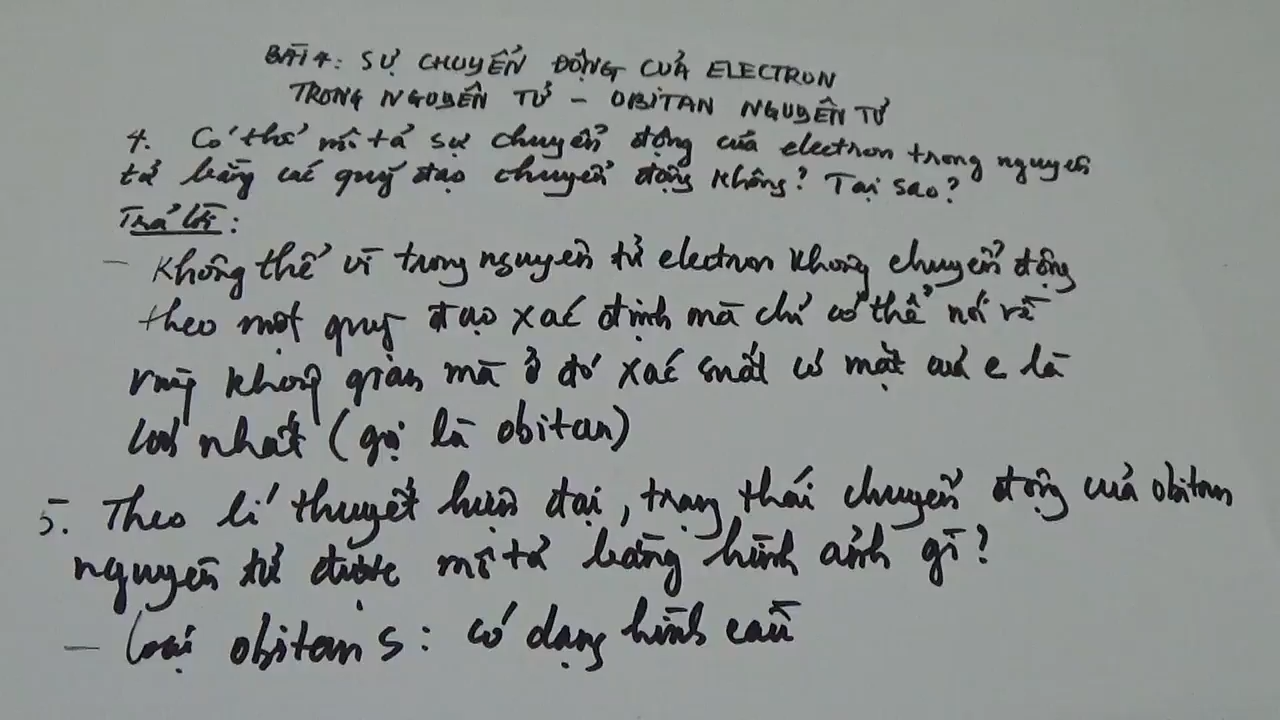 BÀI 4: SỰ CHUYỂN ĐỘNG CỦA ELECTRON
TRONG NGUYÊN TỬ - OBITAN NGUYÊN TỬ
4. Có thể mô tả sự chuyển động của electron trong nguyên
tử bằng các quỹ đạo chuyển động không? Tại sao?
Trả lời:
- Không thể vì trong nguyên tử electron không chuyển động
theo một quỹ đạo xác định mà chỉ có thể nói về
vùng không gian mà ở đó xác suất có mặt của e là
lớn nhất (gọi là obitan)
5. Theo lí thuyết hiện đại, trạng thái chuyển động của obitan
nguyên tử được mô tả bằng hình ảnh gì?
- Loại obitan s: có dạng hình cầu